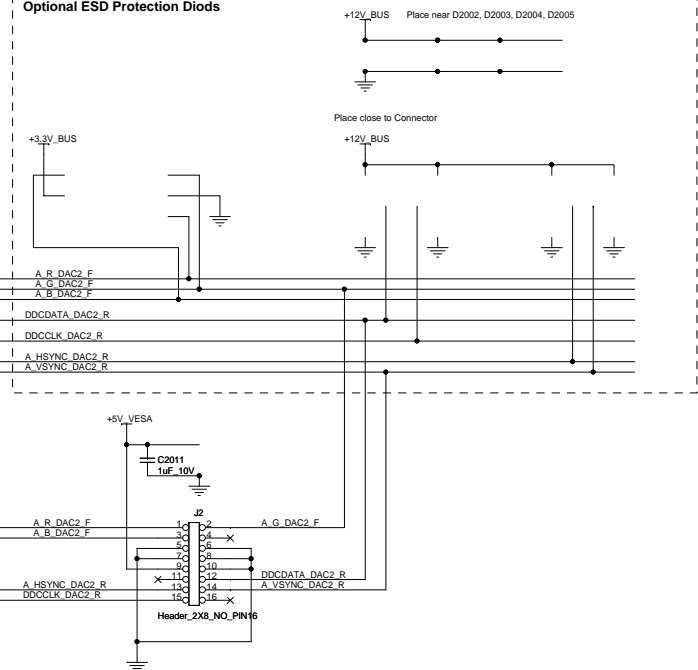 Optional ESD Protection Diods
+12V_BUS
Place near D2002, D2003, D2004, D2005
Place close to Connector
+3.3V_BUS
+12V_BUS
A_R_DAC2_F
A_G_DAC2_F
A_B_DAC2_F
DDCDATA_DAC2_R
DDCCLK_DAC2_R
A_HSYNC_DAC2_R
A_VSYNC_DAC2_R
+5V_VESA
C2011
1uF_10V
J2
A_R_DAC2_F 1 2 A_G_DAC2_F
A_B_DAC2_F 3 4
5 6
7 8
9 10
11 12 DDCDATA_DAC2_R
A_HSYNC_DAC2_R 13 14 A_VSYNC_DAC2_R
DDCCLK_DAC2_R 15 16
Header_2X8_NO_PIN16